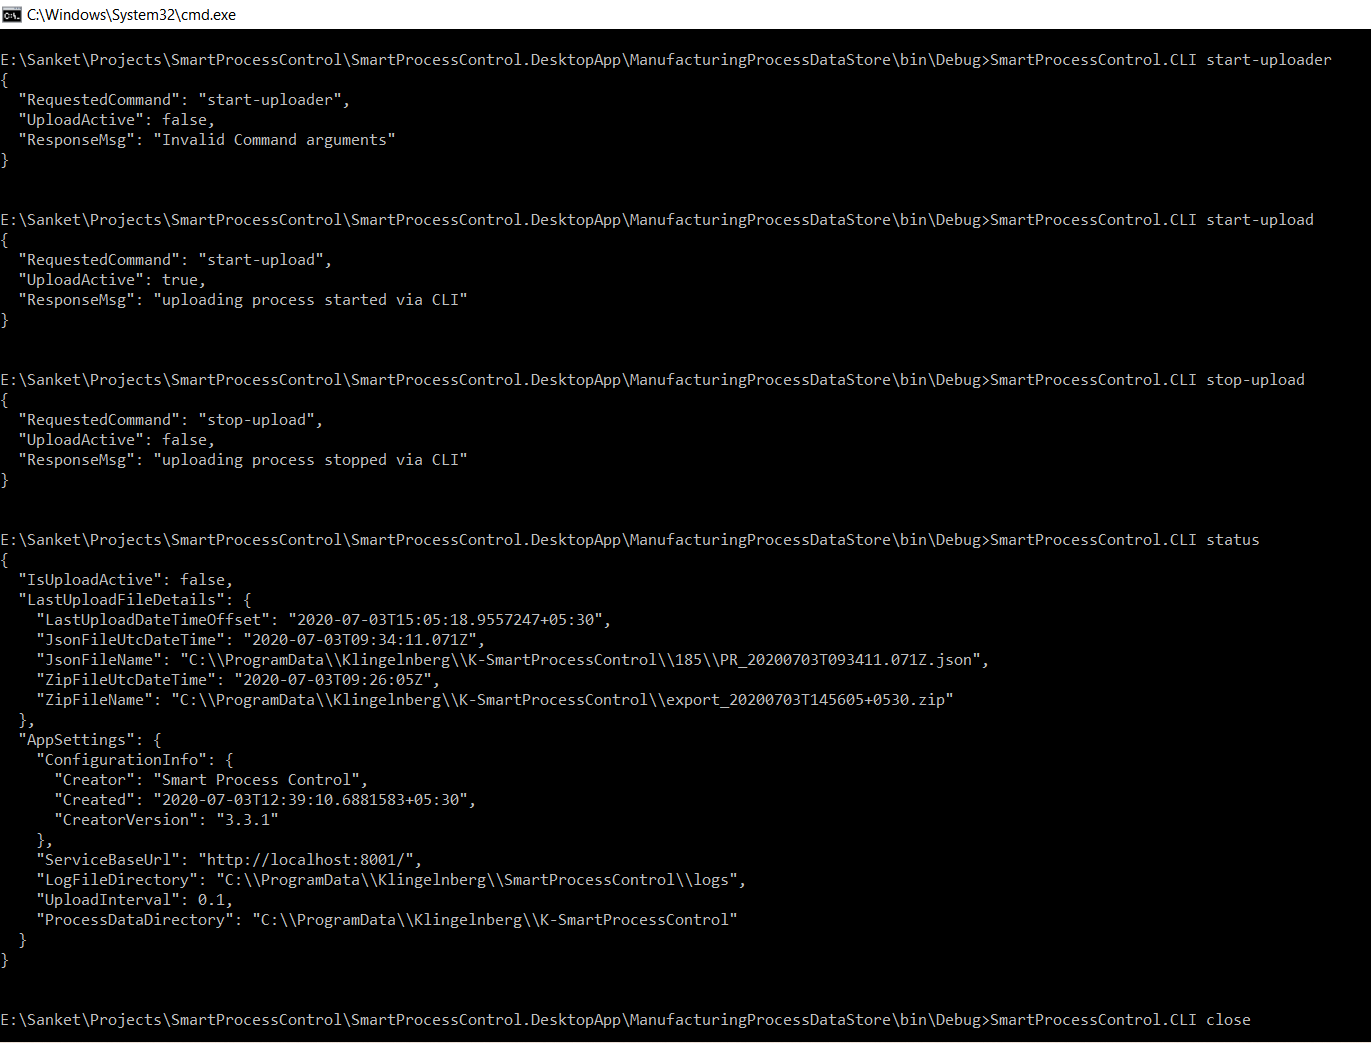 C:\Windows\System32\cmd.exe
E:\Sanket\Projects\SmartProcessControl\SmartProcessControl.DesktopApp\ManufacturingProcessDataStore\bin\Debug>SmartProcessControl.CLI start-uploader
{
  "RequestedCommand": "start-uploader",
  "UploadActive": false,
  "ResponseMsg": "Invalid Command arguments"
}
E:\Sanket\Projects\SmartProcessControl\SmartProcessControl.DesktopApp\ManufacturingProcessDataStore\bin\Debug>SmartProcessControl.CLI start-upload
{
  "RequestedCommand": "start-upload",
  "UploadActive": true,
  "ResponseMsg": "uploading process started via CLI"
}
E:\Sanket\Projects\SmartProcessControl\SmartProcessControl.DesktopApp\ManufacturingProcessDataStore\bin\Debug>SmartProcessControl.CLI stop-upload
{
  "RequestedCommand": "stop-upload",
  "UploadActive": false,
  "ResponseMsg": "uploading process stopped via CLI"
}
E:\Sanket\Projects\SmartProcessControl\SmartProcessControl.DesktopApp\ManufacturingProcessDataStore\bin\Debug>SmartProcessControl.CLI status
{
  "IsUploadActive": false,
  "LastUploadFileDetails": {
    "LastUploadDateTimeOffset": "2020-07-03T15:05:18.9557247+05:30",
    "JsonFileUtcDateTime": "2020-07-03T09:34:11.071Z",
    "JsonFileName": "C:\\ProgramData\\Klingelnberg\\K-SmartProcessControl\\185\\PR_20200703T093411.071Z.json",
    "ZipFileUtcDateTime": "2020-07-03T09:26:05Z",
    "ZipFileName": "C:\\ProgramData\\Klingelnberg\\K-SmartProcessControl\\export_20200703T145605+0530.zip"
  },
  "AppSettings": {
    "ConfigurationInfo": {
      "Creator": "Smart Process Control",
      "Created": "2020-07-03T12:39:10.6881583+05:30",
      "CreatorVersion": "3.3.1"
    },
    "ServiceBaseUrl": "http://localhost:8001/",
    "LogFileDirectory": "C:\\ProgramData\\Klingelnberg\\SmartProcessControl\\logs",
    "UploadInterval": 0.1,
    "ProcessDataDirectory": "C:\\ProgramData\\Klingelnberg\\K-SmartProcessControl"
  }
}
E:\Sanket\Projects\SmartProcessControl\SmartProcessControl.DesktopApp\ManufacturingProcessDataStore\bin\Debug>SmartProcessControl.CLI close